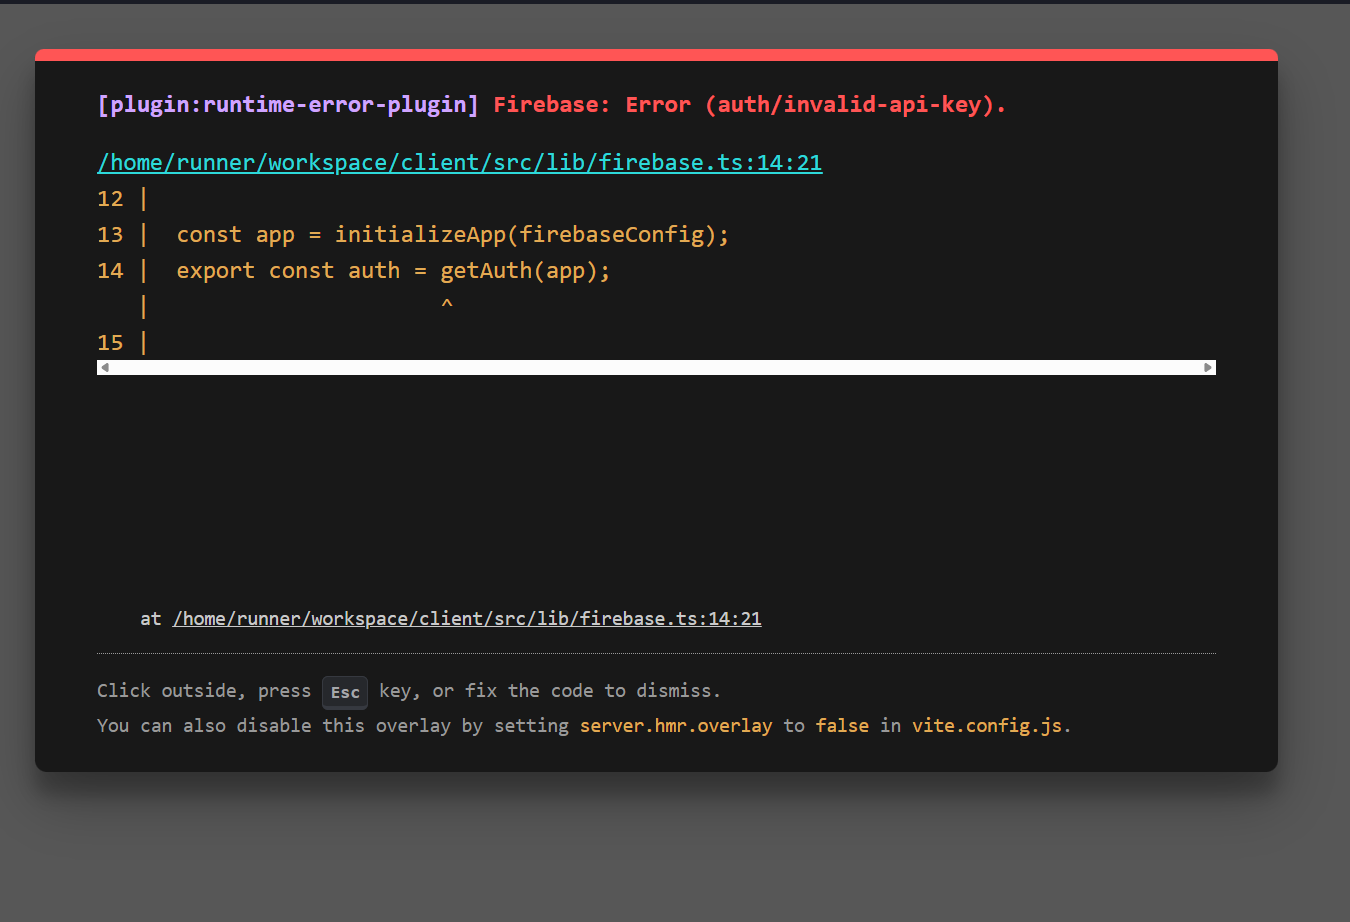 [plugin:runtime-error-plugin] Firebase: Error (auth/invalid-api-key).
/home/runner/workspace/client/src/lib/firebase.ts:14:21
12 |
13 |  const app = initializeApp(firebaseConfig);
14 |  export const auth = getAuth(app);
   |                      ^
15 |
at /home/runner/workspace/client/src/lib/firebase.ts:14:21
Click outside, press Esc key, or fix the code to dismiss.
You can also disable this overlay by setting server.hmr.overlay to false in vite.config.js.